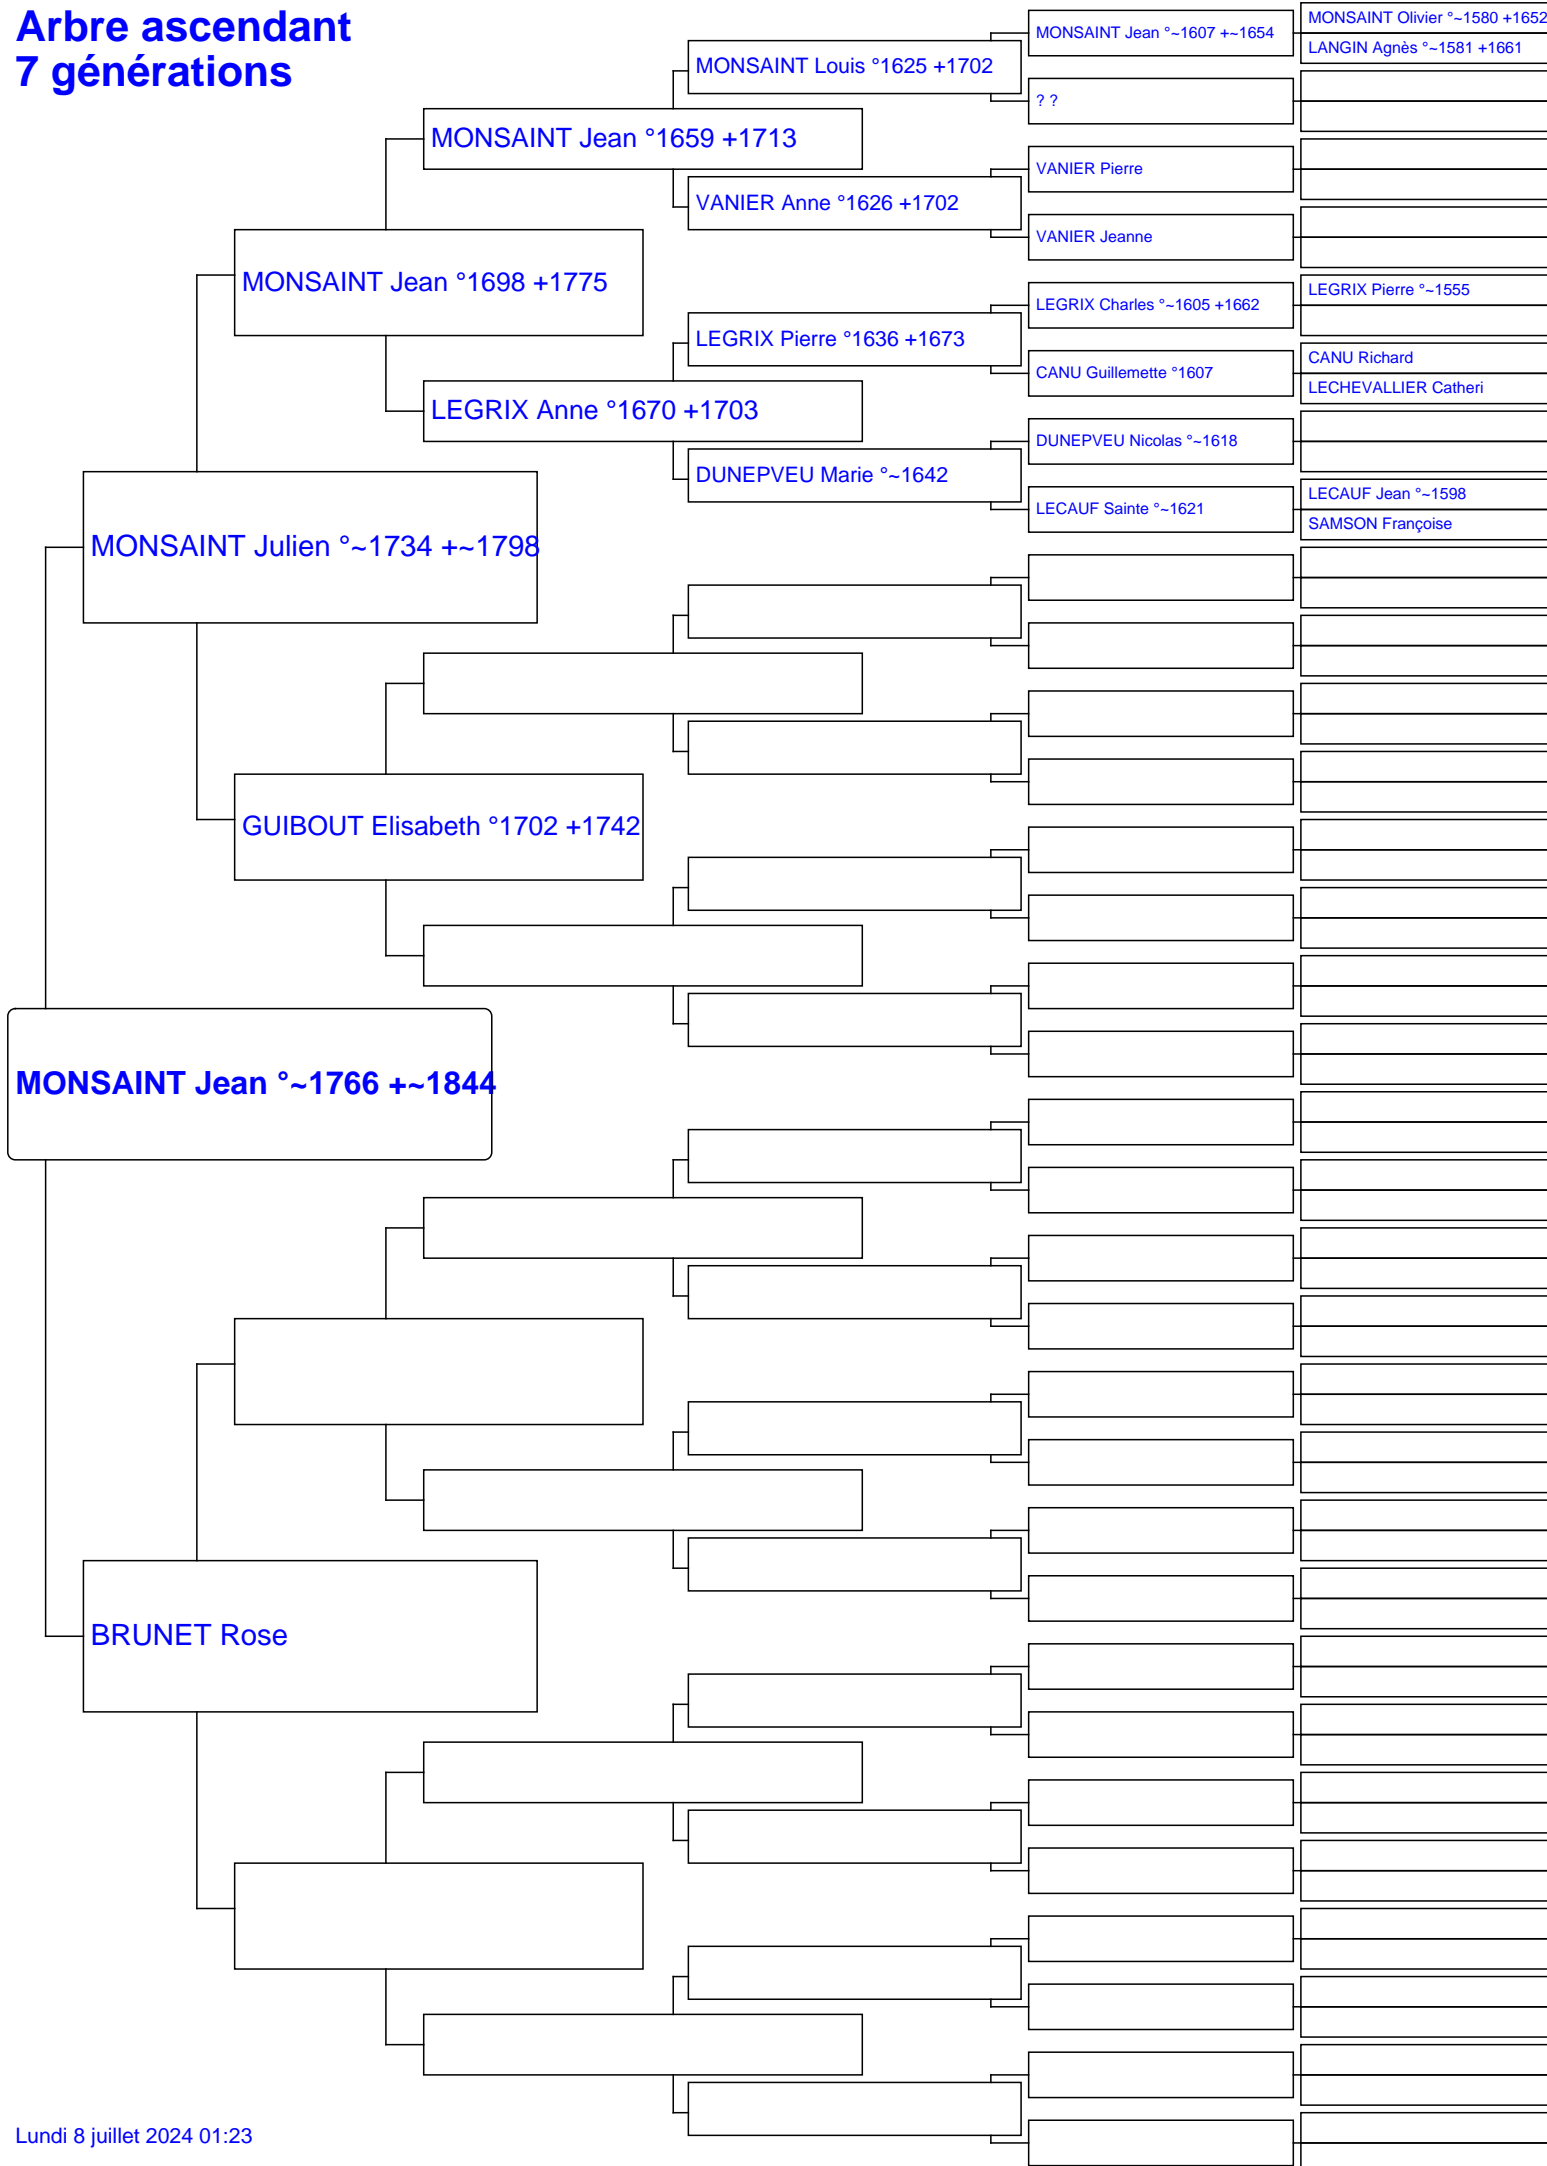 Arbre ascendant
7 générations
MONSAINT Jean °~1766 +~1844
MONSAINT Julien °~1734 +~1798
BRUNET Rose
MONSAINT Jean °1698 +1775
GUIBOUT Elisabeth °1702 +1742
MONSAINT Jean °1659 +1713
LEGRIX Anne °1670 +1703
MONSAINT Louis °1625 +1702
VANIER Anne °1626 +1702
LEGRIX Pierre °1636 +1673
DUNEPVEU Marie °~1642
MONSAINT Jean °~1607 +~1654
? ?
VANIER Pierre
VANIER Jeanne
LEGRIX Charles °~1605 +1662
CANU Guillemette °1607
DUNEPVEU Nicolas °~1618
LECAUF Sainte °~1621
MONSAINT Olivier °~1580 +1652
LANGIN Agnès °~1581 +1661
LEGRIX Pierre °~1555
CANU Richard
LECHEVALLIER Catheri
LECAUF Jean °~1598
SAMSON Françoise
Lundi 8 juillet 2024 01:23